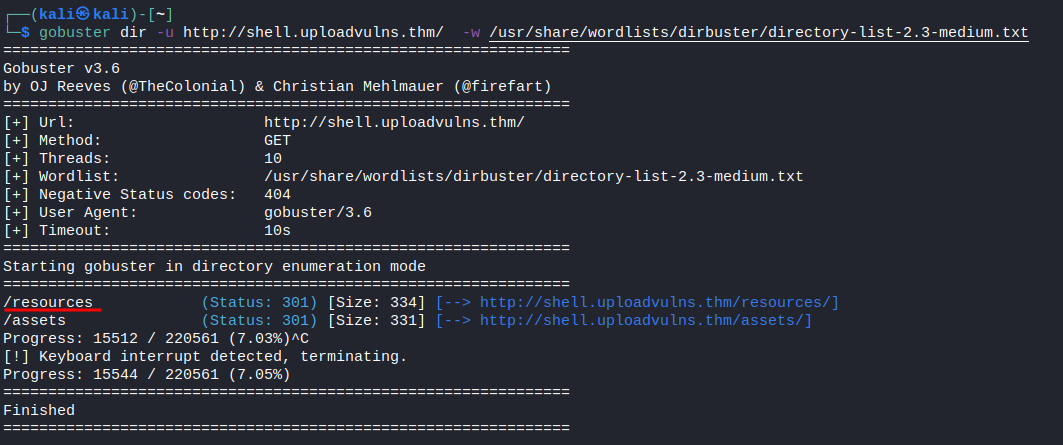 ┌──(kali㉿kali)-[~]
└─$ gobuster dir -u http://shell.uploadvulns.thm/  -w /usr/share/wordlists/dirbuster/directory-list-2.3-medium.txt
===============================================================
Gobuster v3.6
by OJ Reeves (@TheColonial) & Christian Mehlmauer (@firefart)
===============================================================
[+] Url:                     http://shell.uploadvulns.thm/
[+] Method:                  GET
[+] Threads:                 10
[+] Wordlist:                /usr/share/wordlists/dirbuster/directory-list-2.3-medium.txt
[+] Negative Status codes:   404
[+] User Agent:              gobuster/3.6
[+] Timeout:                 10s
===============================================================
Starting gobuster in directory enumeration mode
===============================================================
/resources            (Status: 301) [Size: 334] [--> http://shell.uploadvulns.thm/resources/]
/assets               (Status: 301) [Size: 331] [--> http://shell.uploadvulns.thm/assets/]
Progress: 15512 / 220561 (7.03%)^C
[!] Keyboard interrupt detected, terminating.
Progress: 15544 / 220561 (7.05%)
===============================================================
Finished
===============================================================